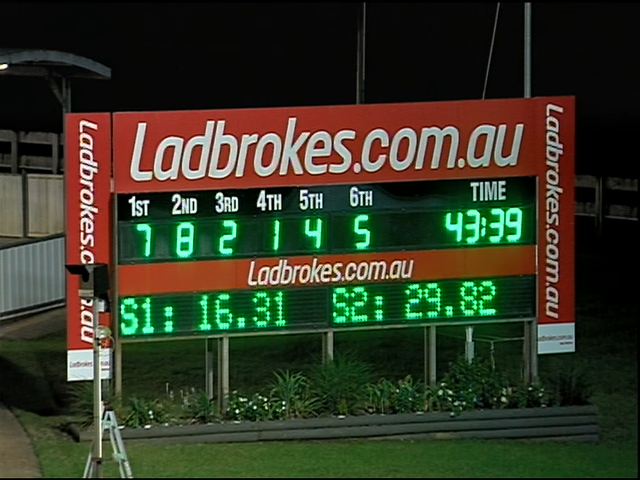 Ladbrokes.com.au
1ST 2ND 3RD 4TH 5TH 6TH TIME
7 8 2 1 4 5 43:39
Ladbrokes.com.au
S1: 16.31 S2: 29.82
Ladbrokes.c
.au
Ladbrokes.com.au